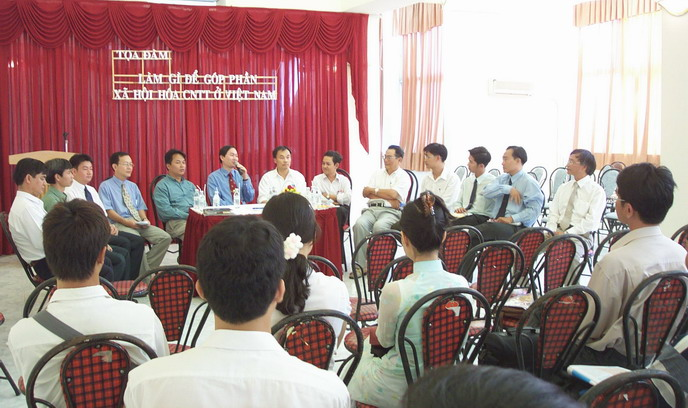 TỌA ĐÀM
LÀM GÌ ĐỂ GÓP PHẦN
XÃ HỘI HÓA CNTT Ở VIỆT NAM